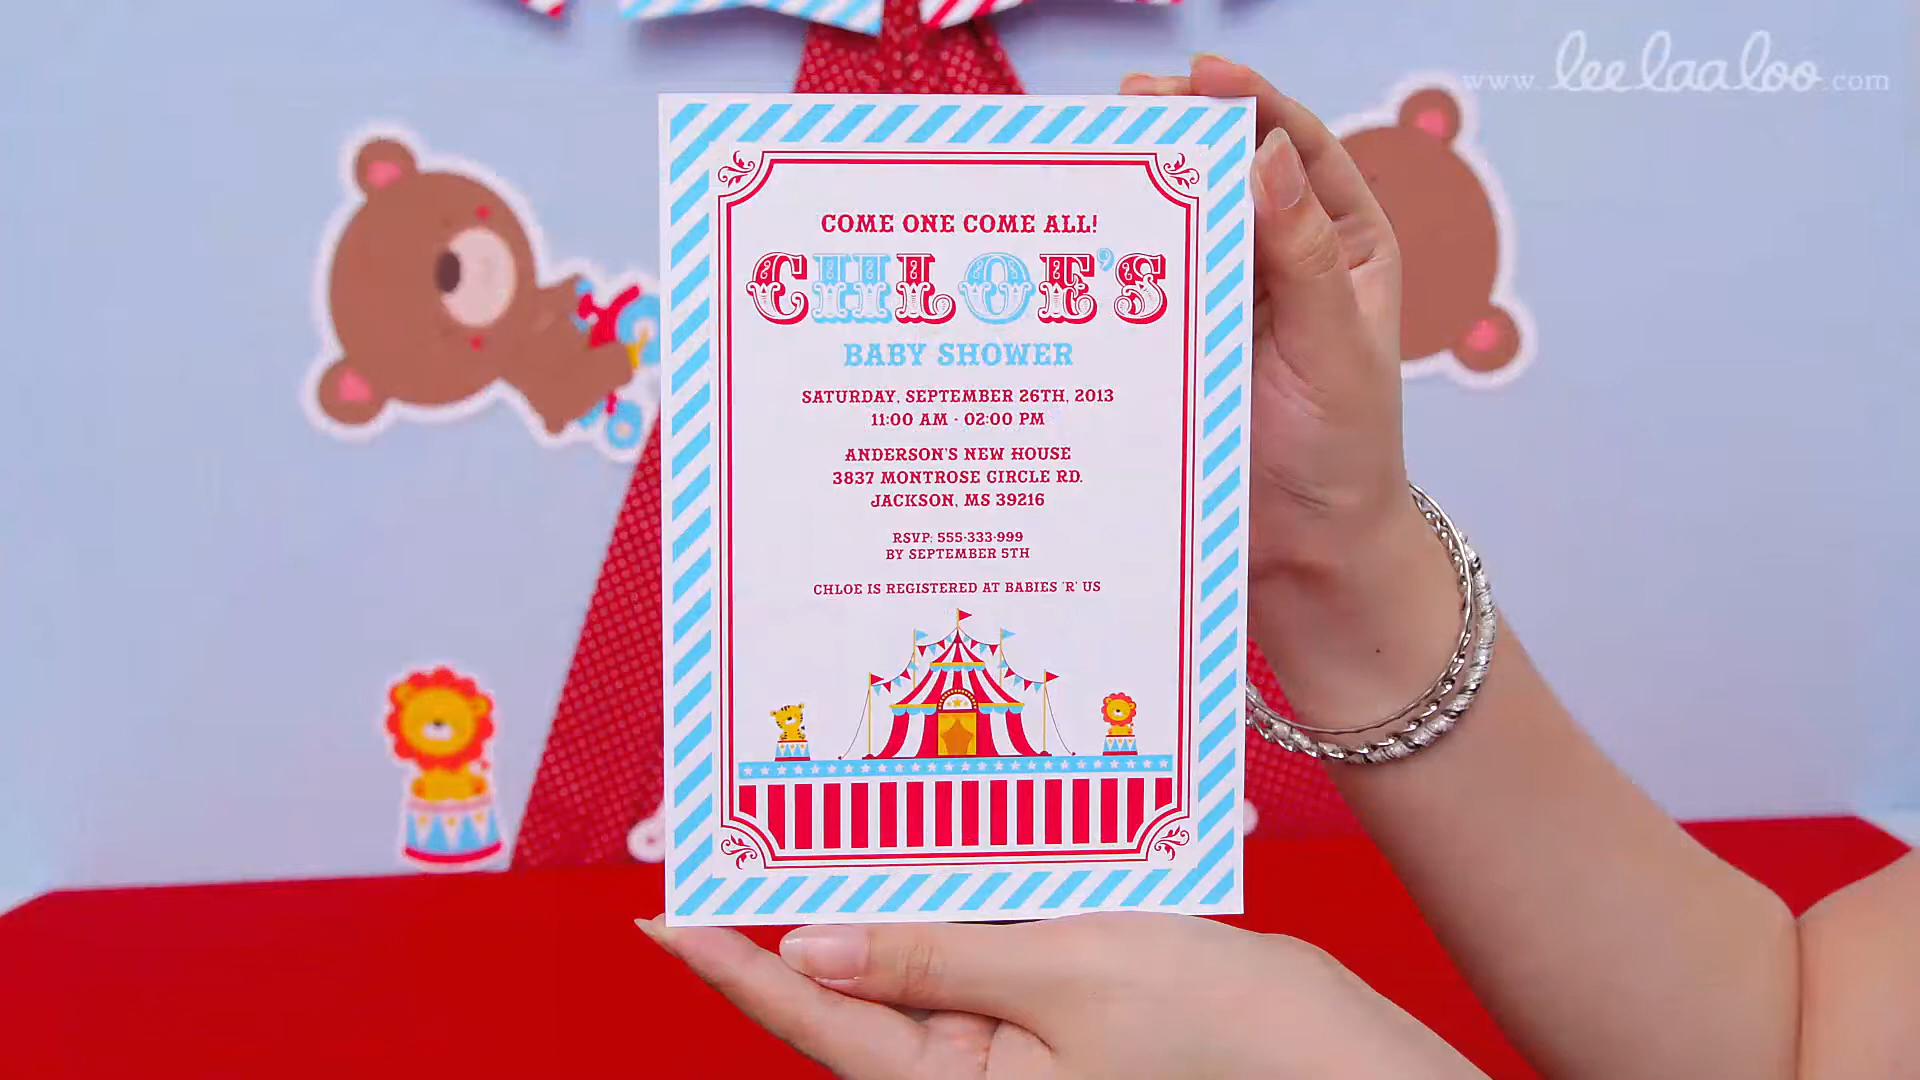 www.leelaaloo.com
COME ONE COME ALL!
CHLOE'S
BABY SHOWER
SATURDAY, SEPTEMBER 26TH, 2013
11:00 AM - 02:00 PM
ANDERSON'S NEW HOUSE
3837 MONTROSE CIRCLE RD.
JACKSON, MS 39216
RSVP: 555-333-999
BY SEPTEMBER 5TH
CHLOE IS REGISTERED AT BABIES 'R' US